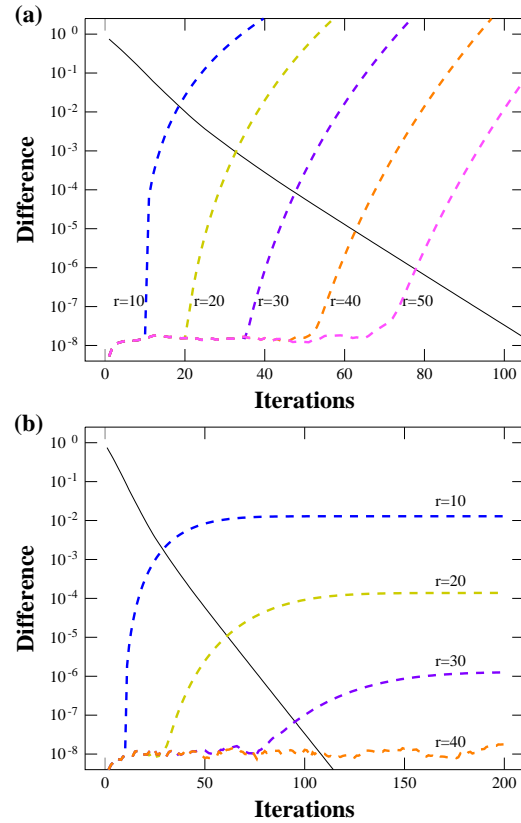 (a)
10^0
10^-1
10^-2
10^-3
10^-4
10^-5
10^-6
10^-7
10^-8
Difference
r=10
r=20
r=30
r=40
r=50
0
20
40
60
80
100
Iterations
(b)
10^0
10^-1
10^-2
10^-3
10^-4
10^-5
10^-6
10^-7
10^-8
Difference
r=10
r=20
r=30
r=40
0
50
100
150
200
Iterations